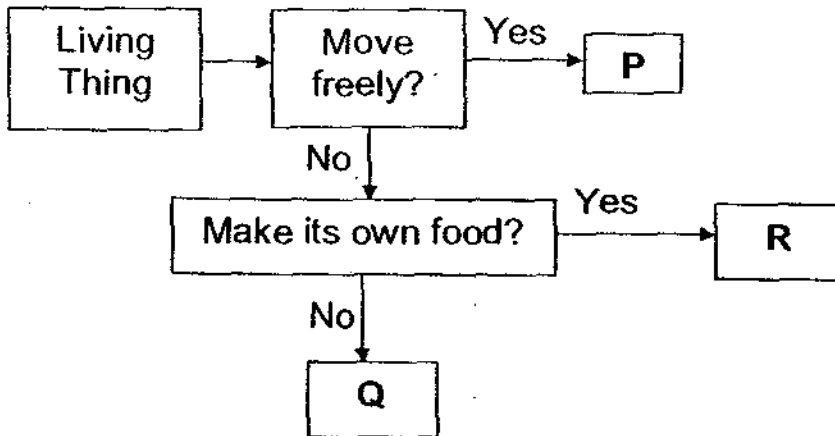 Living
Thing
Move
freely?
Yes
P
No
Make its own food?
Yes
R
No
Q